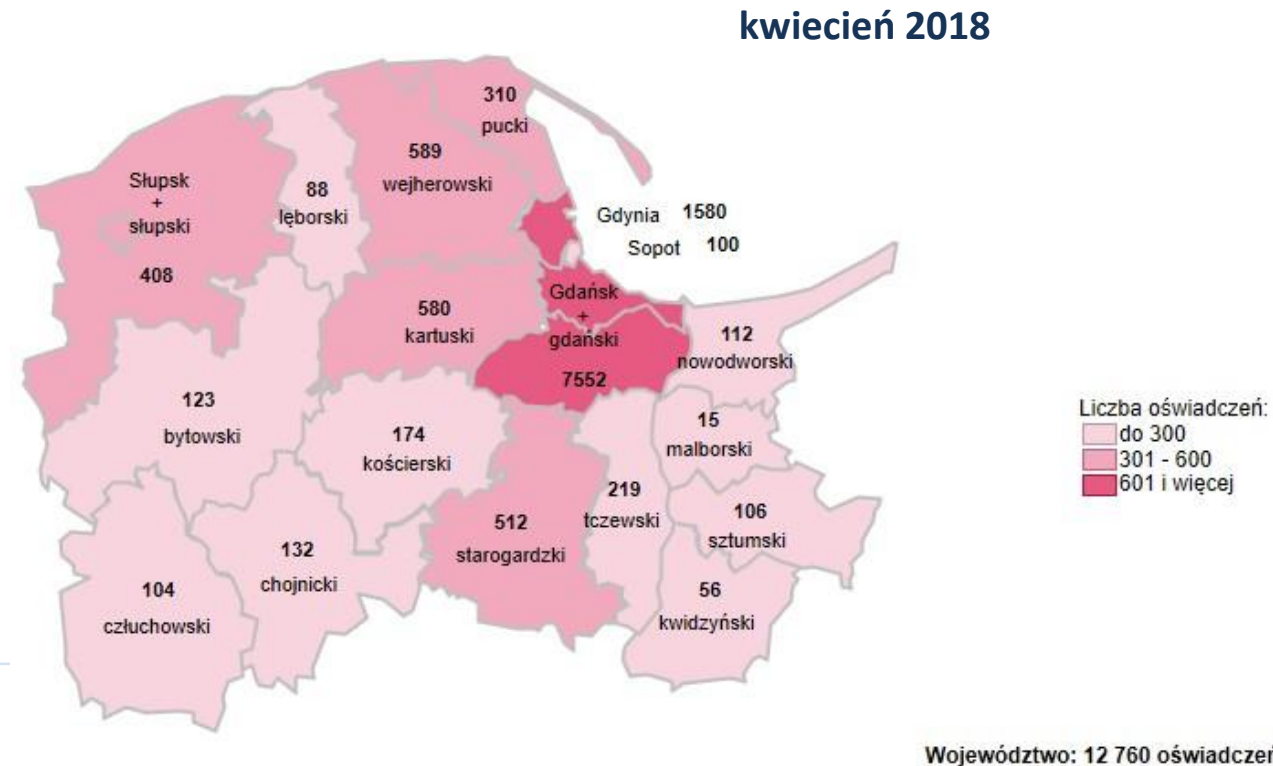 kwiecień 2018
310
pucki
589
wejherowski
Słupsk
+
słupski
408
88
lęborski
Gdynia 1580
Sopot 100
Gdańsk
+
gdański
7552
580
kartuski
112
nowodworski
123
bytowski
174
kościerski
15
malborski
219
tczewski
106
sztumski
512
starogardzki
132
chojnicki
104
człuchowski
56
kwidzyński
Liczba oświadczeń:
do 300
301 - 600
601 i więcej
Województwo: 12 760 oświadczeń